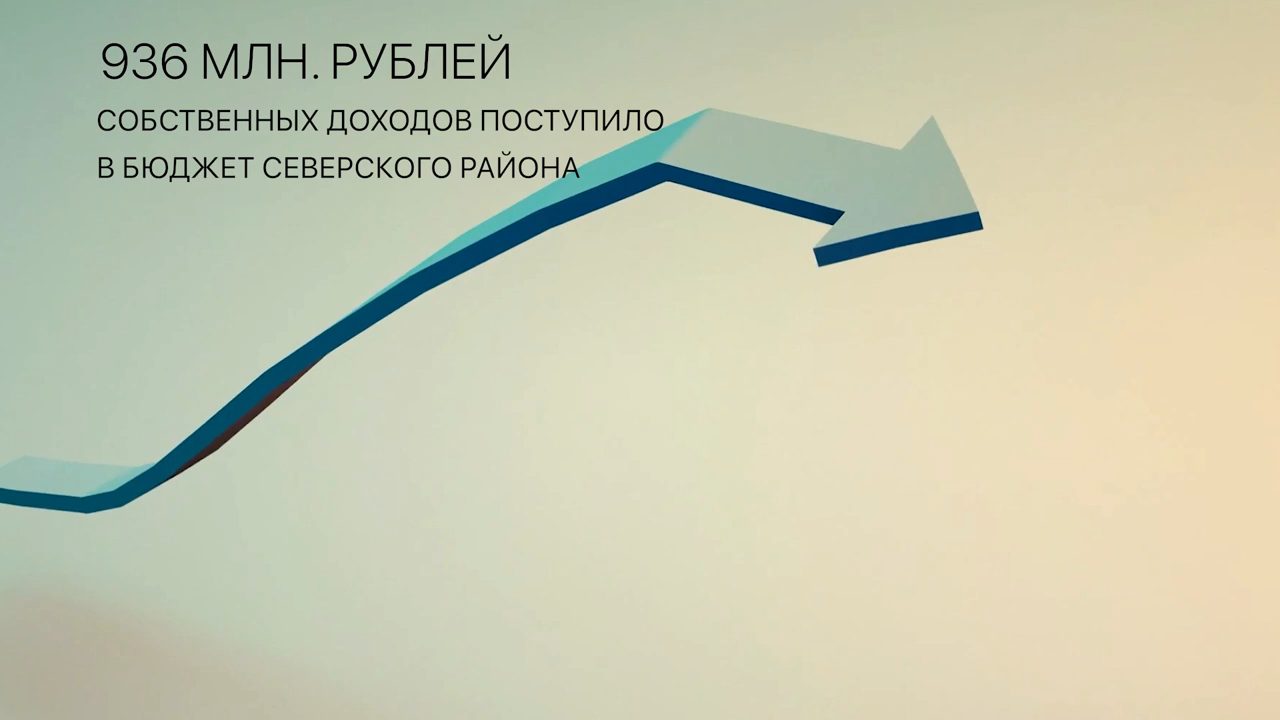 936 МЛН. РУБЛЕЙ
СОБСТВЕННЫХ ДОХОДОВ ПОСТУПИЛО
В БЮДЖЕТ СЕВЕРСКОГО РАЙОНА